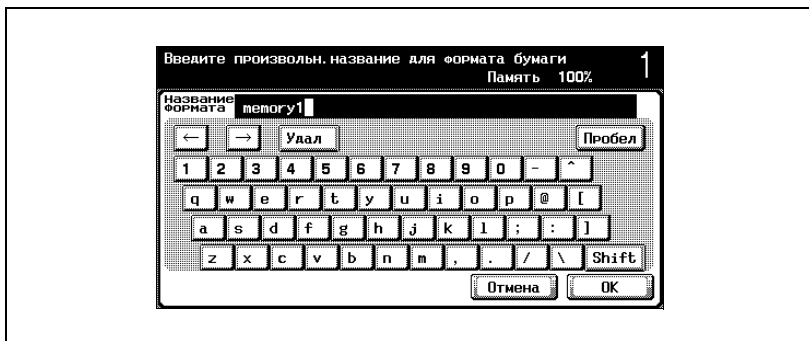 Введите произвольн.название для формата бумаги
Память 100% 1
Название
формата memory1
← → Удал Пробел
1 2 3 4 5 6 7 8 9 0 - ^
q w e r t y u i o p @ [
a s d f g h j k l ; : ]
z x c v b n m , . / \ Shift
Отмена OK